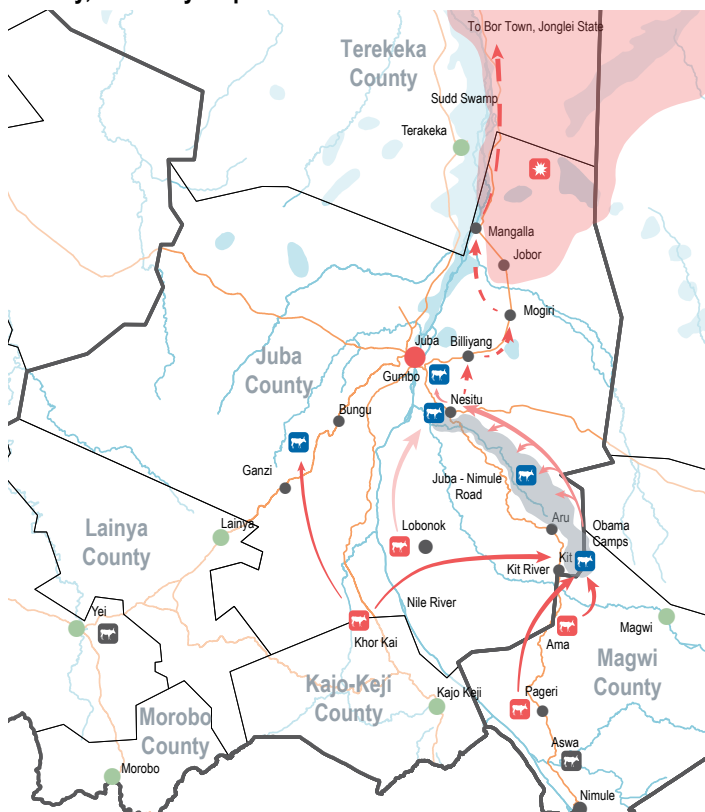 To Bor Town, Jonglei State
Terekeka
County
Sudd Swamp
Terekeka
Mangalla
Jobor
Mogiri
Juba
Billiyang
Juba
County
Gumbo
Nesitu
Bungu
Ganzi
Juba - Nimule
Road
Lainya
County
Lainya
Lobonok
Aru
Obama
Camps
Kit
Kit River
Nile River
Yei
Khor Kai
Ama
Magwi
Magwi
County
Kajo-Keji
County
Kajo Keji
Pageri
Morobo
County
Aswa
Morobo
Nimule